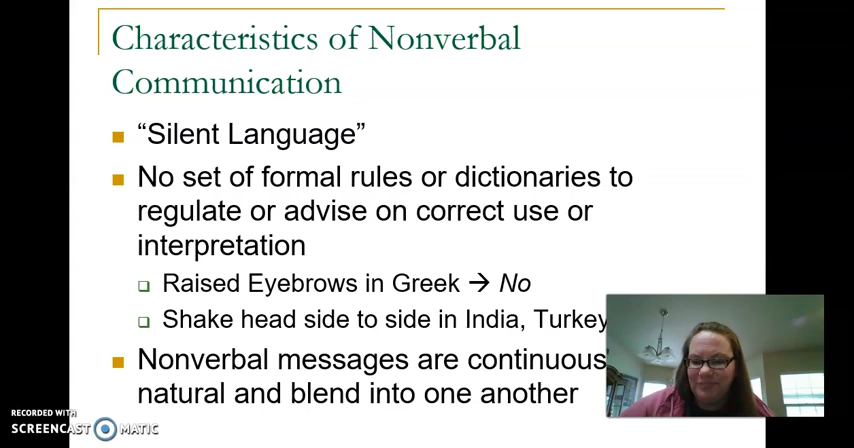 Characteristics of Nonverbal
Communication
“Silent Language”
No set of formal rules or dictionaries to
regulate or advise on correct use or
interpretation
Raised Eyebrows in Greek → No
Shake head side to side in India, Turkey
Nonverbal messages are continuous
natural and blend into one another
RECORDED WITH
SCREENCAST MATIC